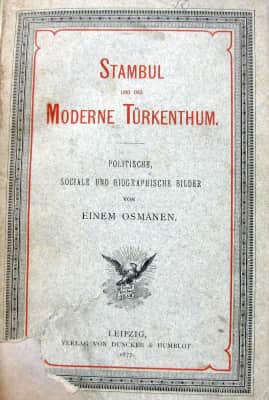 STAMBUL
UND DAS
MODERNE TÜRKENTHUM.
POLITISCHE,
SOCIALE UND BIOGRAPHISCHE BILDER
VON
EINEM OSMANEN.
LEIPZIG,
VERLAG VON DUNCKER & HUMBLOT.
1877.